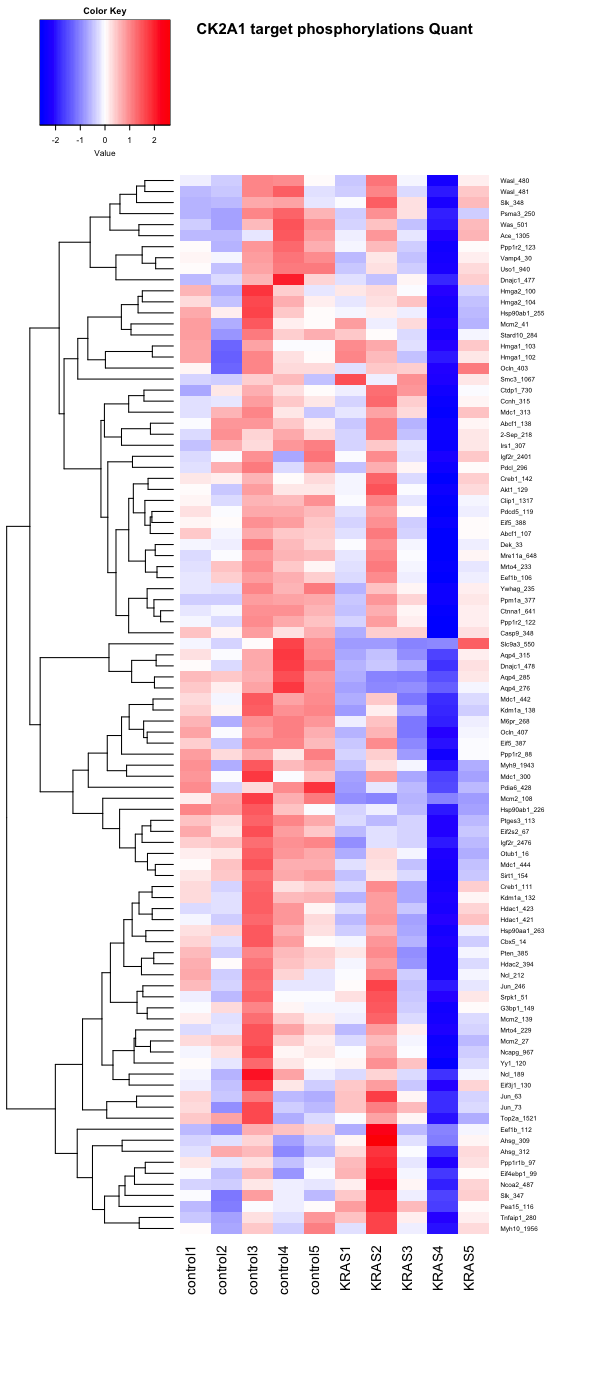 Color Key
CK2A1 target phosphorylations Quant
-2 -1 0 1 2
Value
Wasl_480
Wasl_481
Slk_348
Psma3_250
Was_501
Ace_1305
Ppp1r2_123
Vamp4_30
Uso1_940
Dnajc1_477
Hmga2_100
Hmga2_104
Hsp90ab1_255
Mcm2_41
Stard10_284
Hmga1_103
Hmga1_102
Ocln_403
Smc3_1067
Ctdp1_730
Ccnh_315
Mdc1_313
Abcf1_138
2-Sep_218
Irs1_307
Igf2r_2401
Pdcl_296
Creb1_142
Akt1_129
Clip1_1317
Pdcd5_119
Eif5_388
Abcf1_107
Dek_33
Mre11a_648
Mrto4_233
Eef1b_106
Ywhag_235
Ppm1a_377
Ctnna1_641
Ppp1r2_122
Casp9_348
Slc9a3_550
Aqp4_315
Dnajc1_478
Aqp4_285
Aqp4_276
Mdc1_442
Kdm1a_138
M6pr_268
Ocln_407
Eif5_387
Ppp1r2_88
Myh9_1943
Mdc1_300
Pdia6_428
Mcm2_108
Hsp90ab1_226
Ptges3_113
Eif2s2_67
Igf2r_2476
Otub1_16
Mdc1_444
Sirt1_154
Creb1_111
Kdm1a_132
Hdac1_423
Hdac1_421
Hsp90aa1_263
Cbx5_14
Pten_385
Hdac2_394
Ncl_212
Jun_246
Srpk1_51
G3bp1_149
Mcm2_139
Mrto4_229
Mcm2_27
Ncapg_967
Yy1_120
Ncl_189
Eif3j1_130
Jun_63
Jun_73
Top2a_1521
Eef1b_112
Ahsg_309
Ahsg_312
Ppp1r1b_97
Eif4ebp1_99
Ncoa2_487
Slk_347
Pea15_116
Tnfaip1_280
Myh10_1956
control1 control2 control3 control4 control5 KRAS1 KRAS2 KRAS3 KRAS4 KRAS5